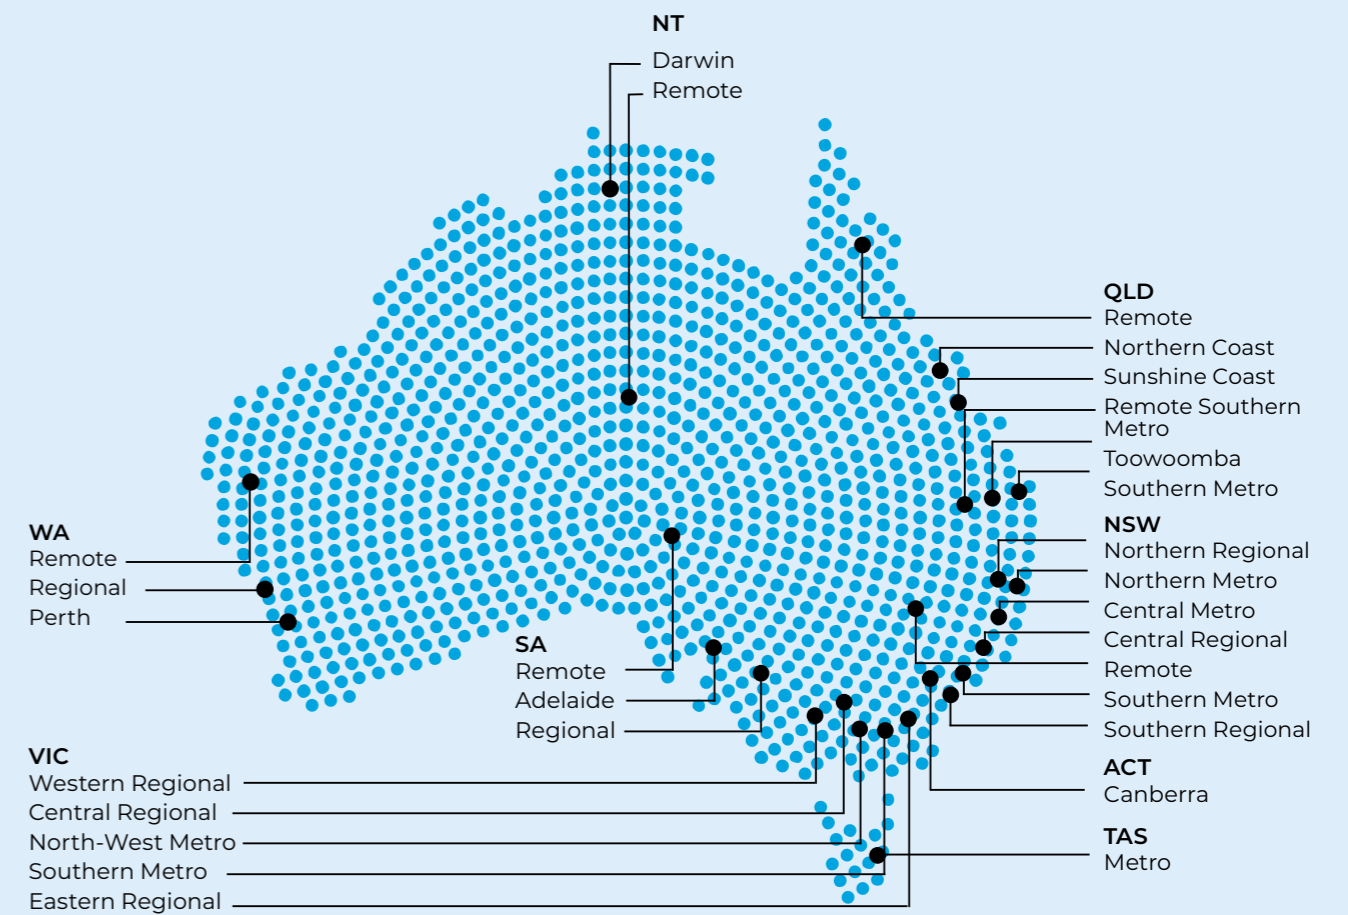 NT
Darwin
Remote
QLD
Remote
Northern Coast
Sunshine Coast
Remote Southern
Metro
Toowoomba
Southern Metro
NSW
Northern Regional
Northern Metro
Central Metro
Central Regional
Remote
Southern Metro
Southern Regional
ACT
Canberra
TAS
Metro
WA
Remote
Regional
Perth
SA
Remote
Adelaide
Regional
VIC
Western Regional
Central Regional
North-West Metro
Southern Metro
Eastern Regional